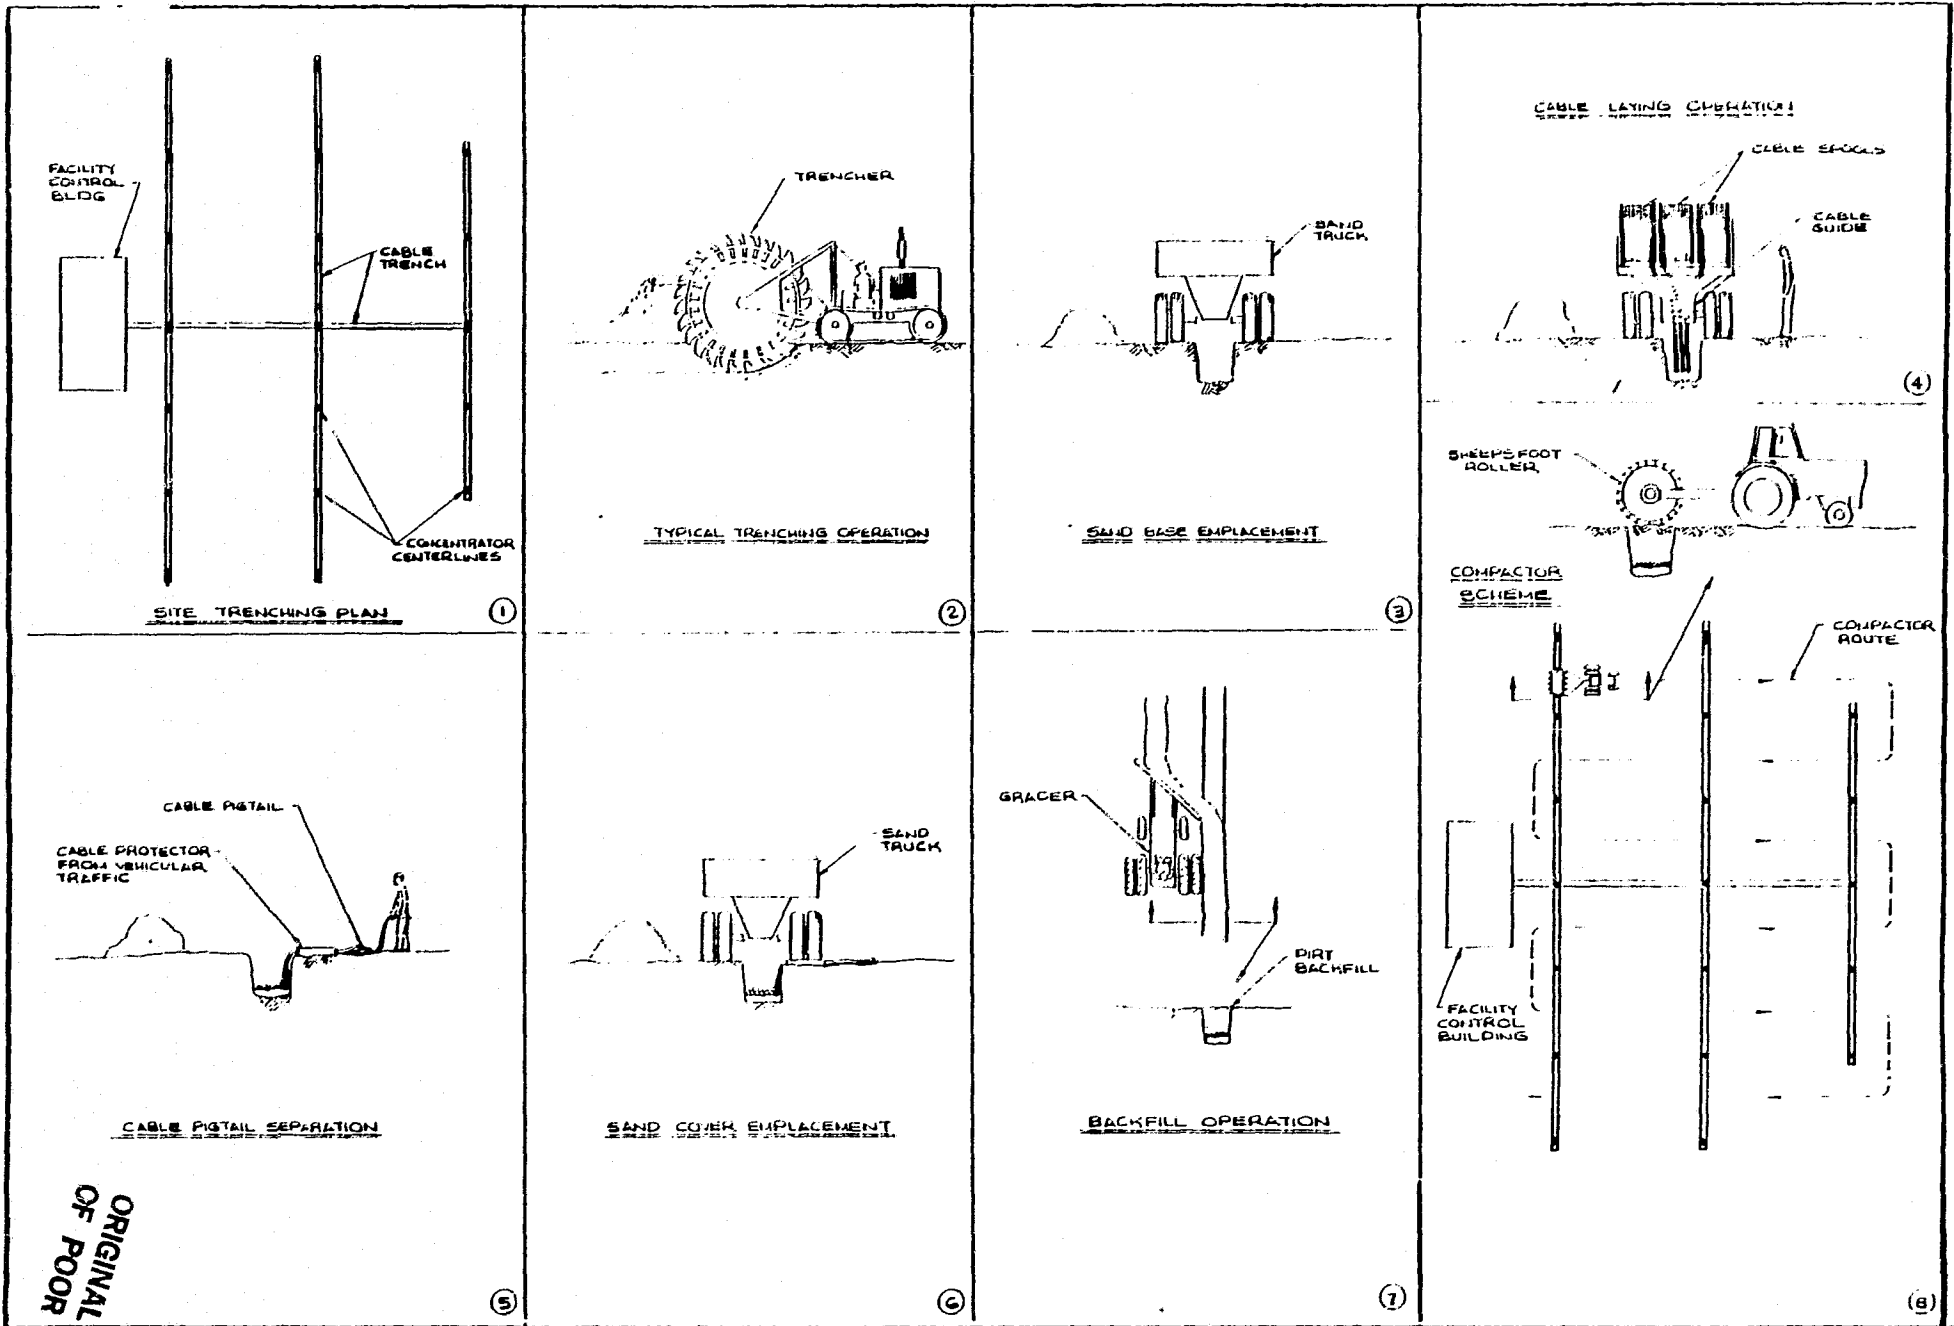 FACILITY
CONTROL
BLDG
CABLE
TRENCH
CONCENTRATOR
CENTERLINES
SITE TRENCHING PLAN
1
TRENCHER
TYPICAL TRENCHING OPERATION
2
SAND
TRUCK
SAND BASE EMPLACEMENT
3
CABLE LAYING OPERATION
CABLE SPOOLS
CABLE
GUIDE
4
CABLE PIGTAIL
CABLE PROTECTOR
FROM VEHICULAR
TRAFFIC
CABLE PIGTAIL SEPARATION
5
SAND
TRUCK
SAND COVER EMPLACEMENT
6
GRADER
DIRT
BACKFILL
BACKFILL OPERATION
7
SHEEPSFOOT
ROLLER
COMPACTOR
SCHEME
COMPACTOR
ROUTE
FACILITY
CONTROL
BUILDING
8
ORIGINAL
OF POOR